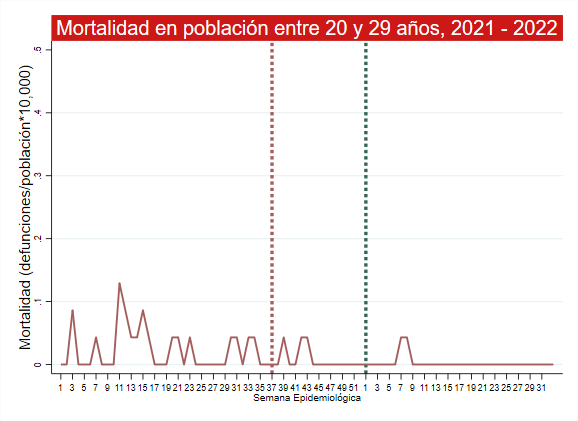 Mortalidad en población entre 20 y 29 años, 2021 - 2022
Mortalidad (defunciones/población*10,000)
.6
.4
.3
.2
.1
0
1 3 5 7 9 11 13 15 17 19 21 23 25 27 29 31 33 35 37 39 41 43 45 47 49 51 1 3 5 7 9 11 13 15 17 19 21 23 25 27 29 31
Semana Epidemiológica